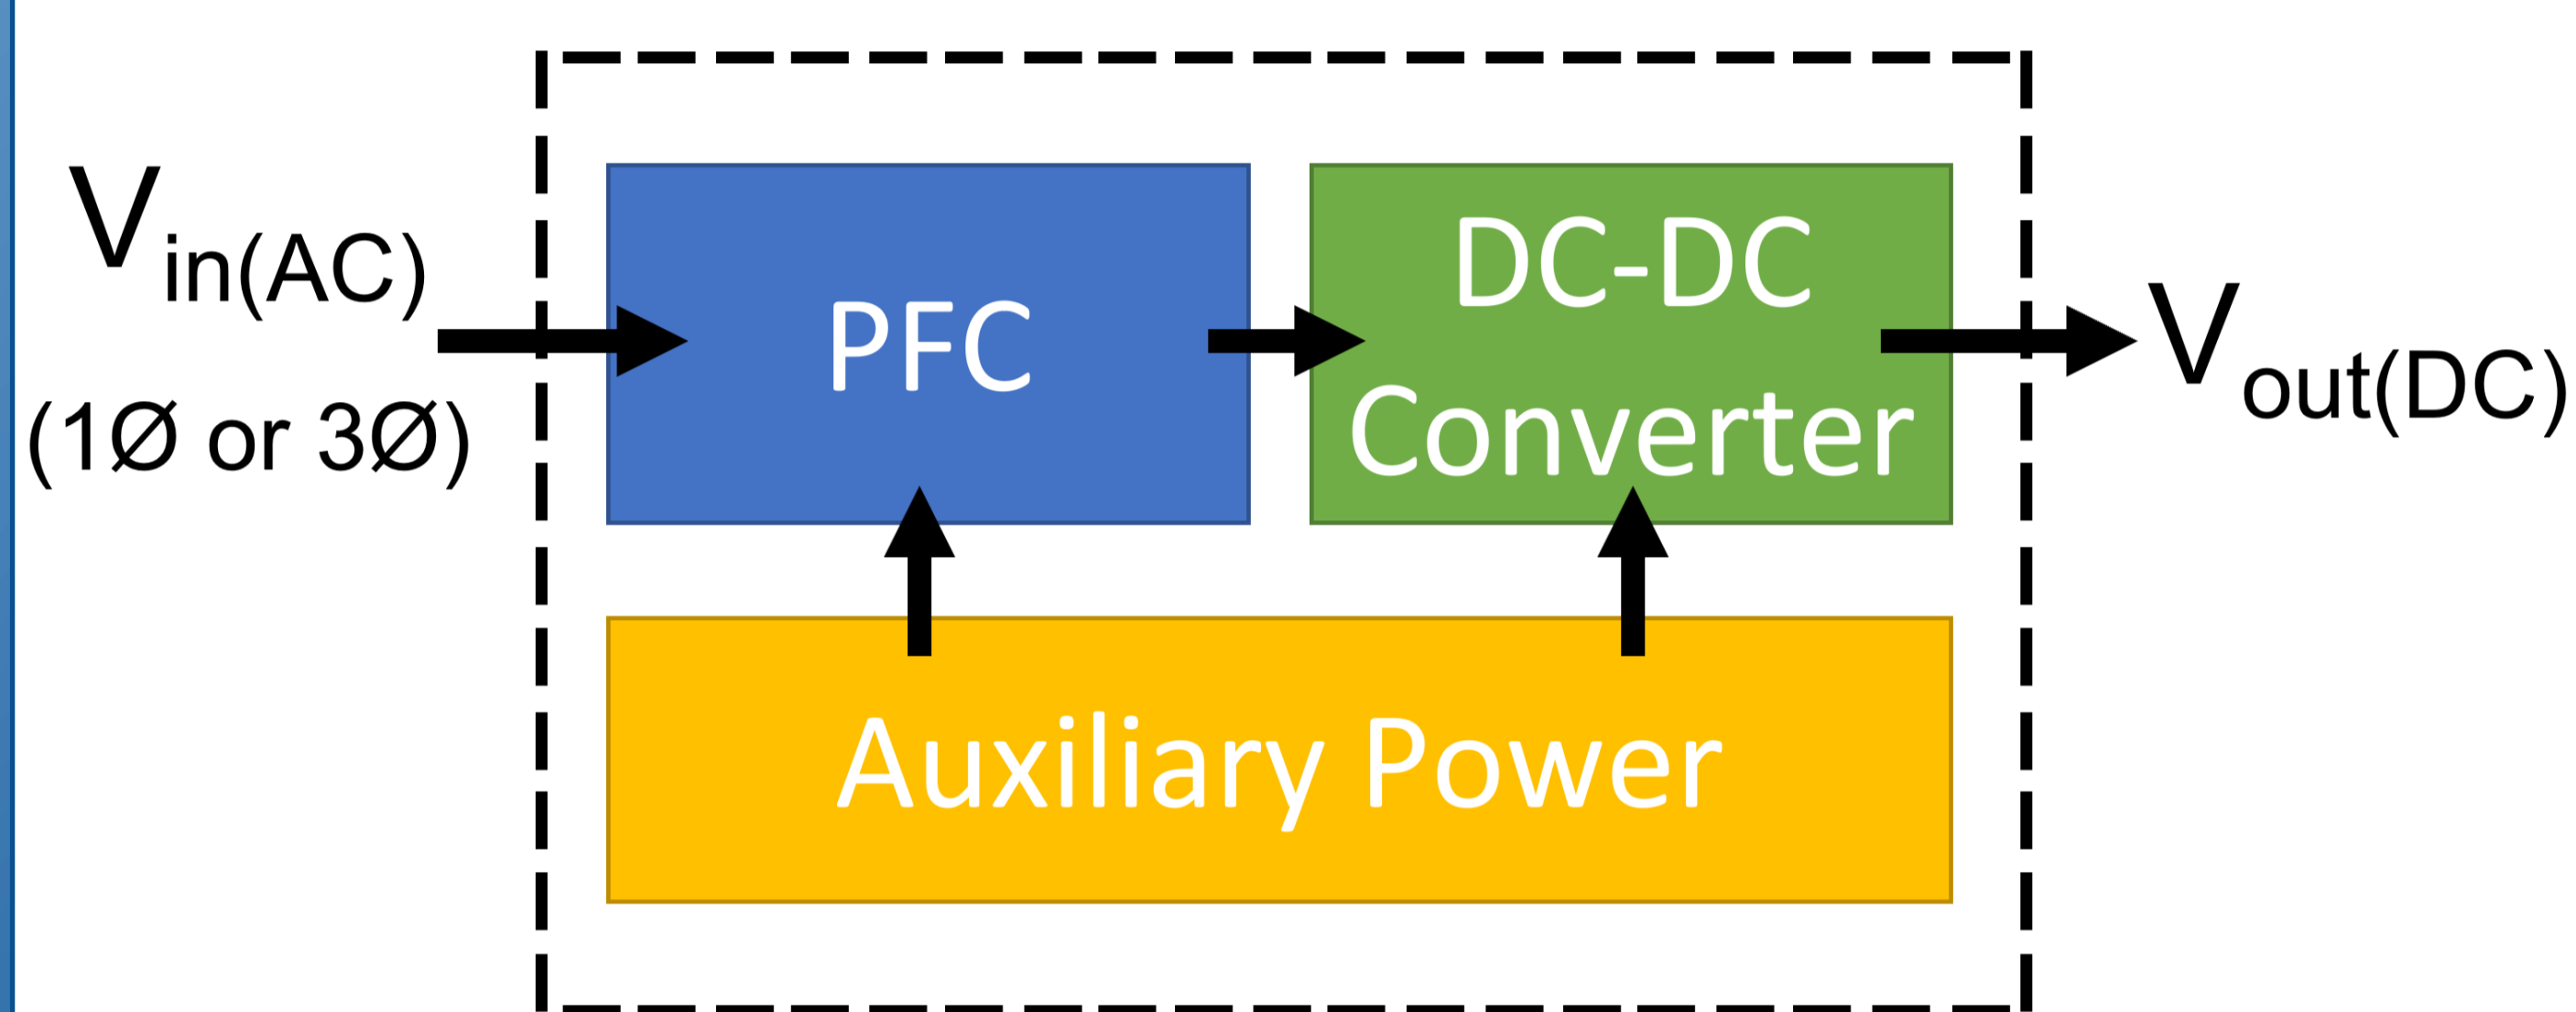 Vin(AC)
(1Ø or 3Ø)
PFC
DC-DC
Converter
Vout(DC)
Auxiliary Power